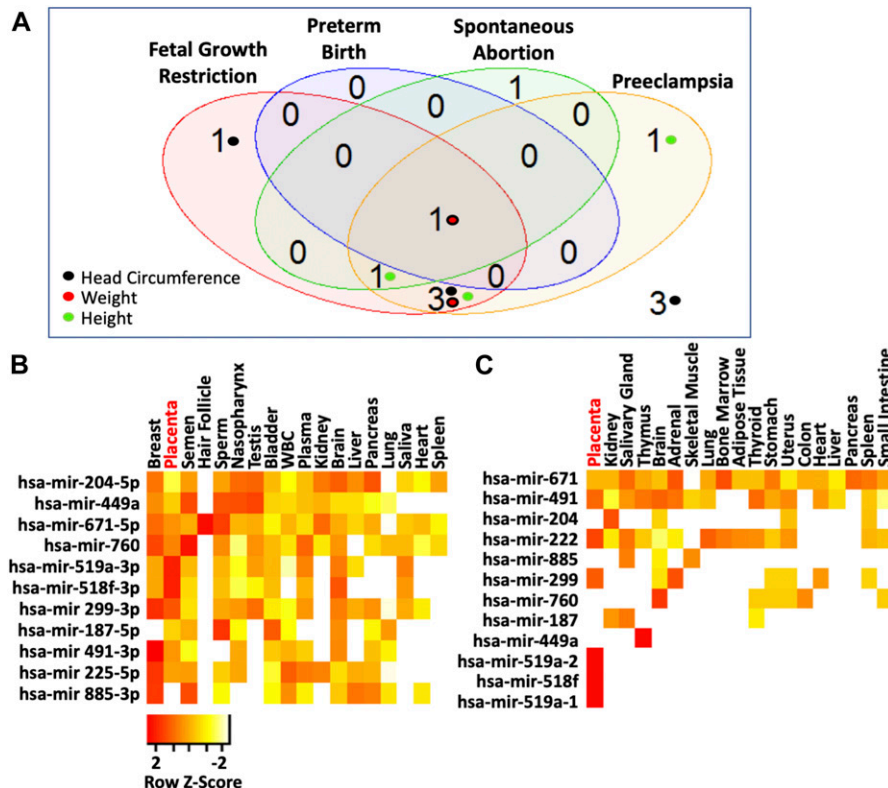 A
Fetal Growth
Restriction
Preterm
Birth
Spontaneous
Abortion
Preeclampsia
0
1
0
0
0
1
1
0
0
0
1
0
0
1
0
3
3
Head Circumference
Weight
Height
B
Breast
Placenta
Semen
Hair Follicle
Sperm
Nasopharynx
Testis
Bladder
WBC
Plasma
Kidney
Brain
Liver
Pancreas
Lung
Saliva
Heart
Spleen
hsa-mir-204-5p
hsa-mir-449a
hsa-mir-671-5p
hsa-mir-760
hsa-mir-519a-3p
hsa-mir-518f-3p
hsa-mir 299-3p
hsa-mir-187-5p
hsa-mir 491-3p
hsa-mir 225-5p
hsa-mir 885-3p
2
-2
Row Z-Score
C
Placenta
Kidney
Salivary Gland
Thymus
Brain
Adrenal
Skeletal Muscle
Lung
Bone Marrow
Adipose Tissue
Thyroid
Stomach
Uterus
Colon
Heart
Liver
Pancreas
Spleen
Small Intestine
hsa-mir-671
hsa-mir-491
hsa-mir-204
hsa-mir-222
hsa-mir-885
hsa-mir-299
hsa-mir-760
hsa-mir-187
hsa-mir-449a
hsa-mir-519a-2
hsa-mir-518f
hsa-mir-519a-1